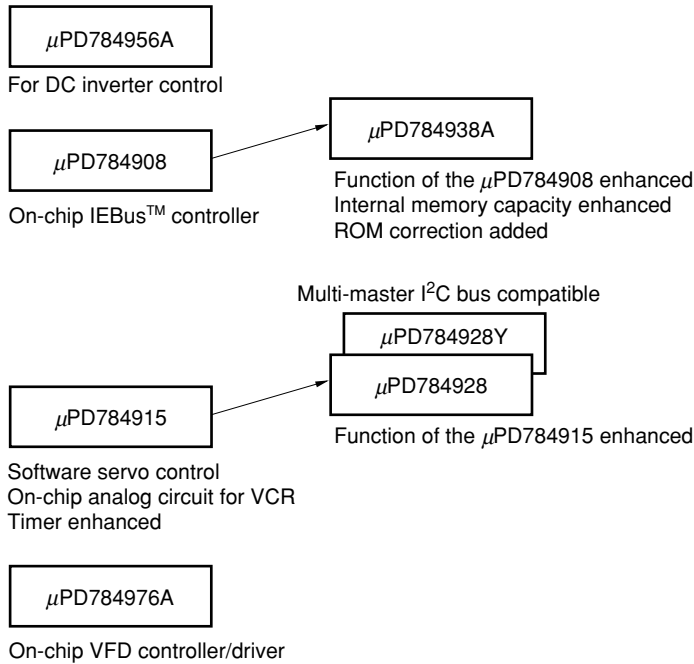 μPD784956A
For DC inverter control
μPD784908
On-chip IEBus™ controller
μPD784938A
Function of the μPD784908 enhanced
Internal memory capacity enhanced
ROM correction added
Multi-master I²C bus compatible
μPD784928Y
μPD784928
Function of the μPD784915 enhanced
μPD784915
Software servo control
On-chip analog circuit for VCR
Timer enhanced
μPD784976A
On-chip VFD controller/driver